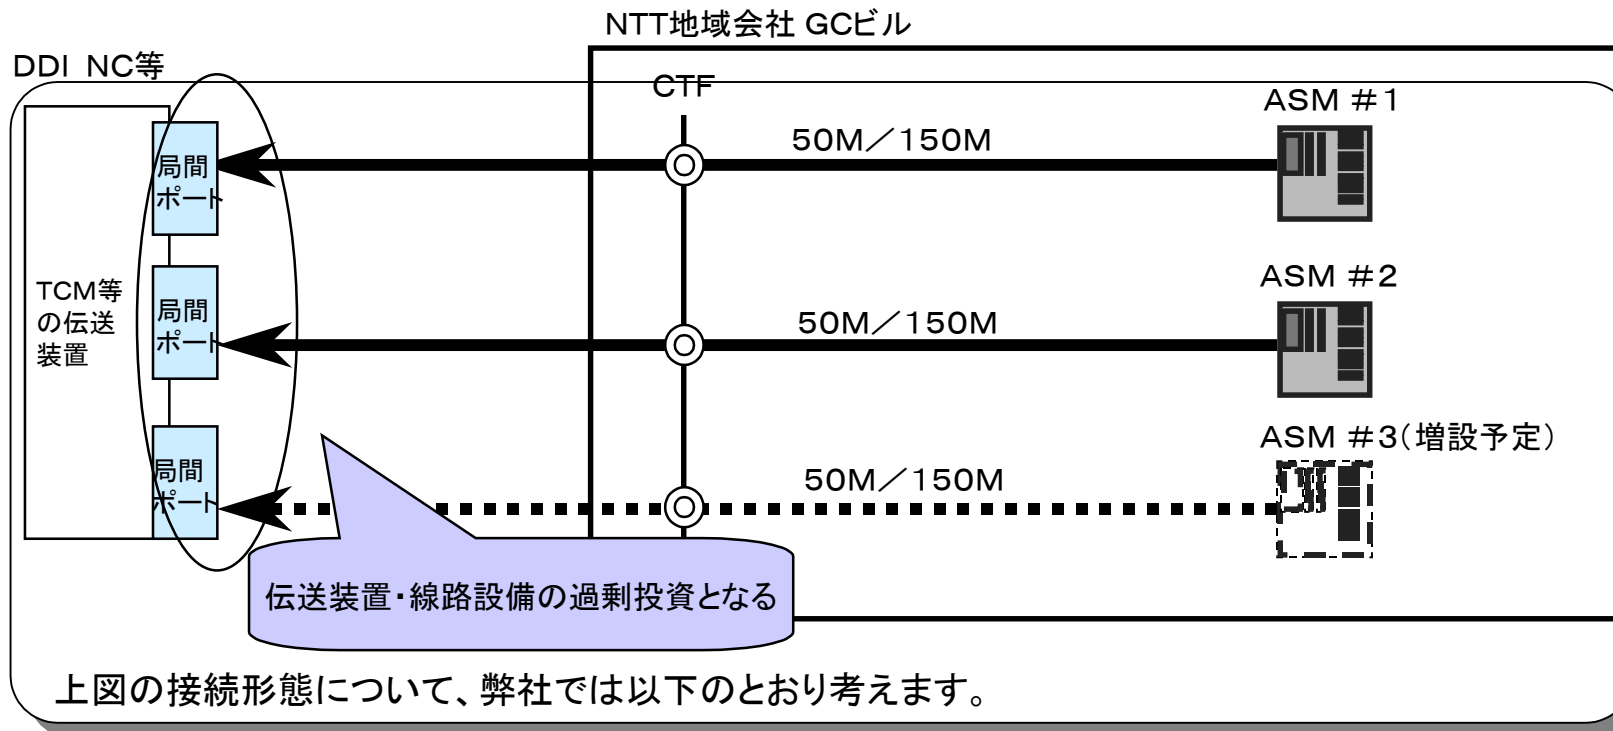 NTT地域会社 GCビル
DDI NC等
CTF
ASM #1
50M/150M
局間
ポート
ASM #2
TCM等
の伝送
装置
局間
ポート
50M/150M
ASM #3(増設予定)
局間
ポート
50M/150M
伝送装置・線路設備の過剰投資となる
上図の接続形態について、弊社では以下のとおり考えます。